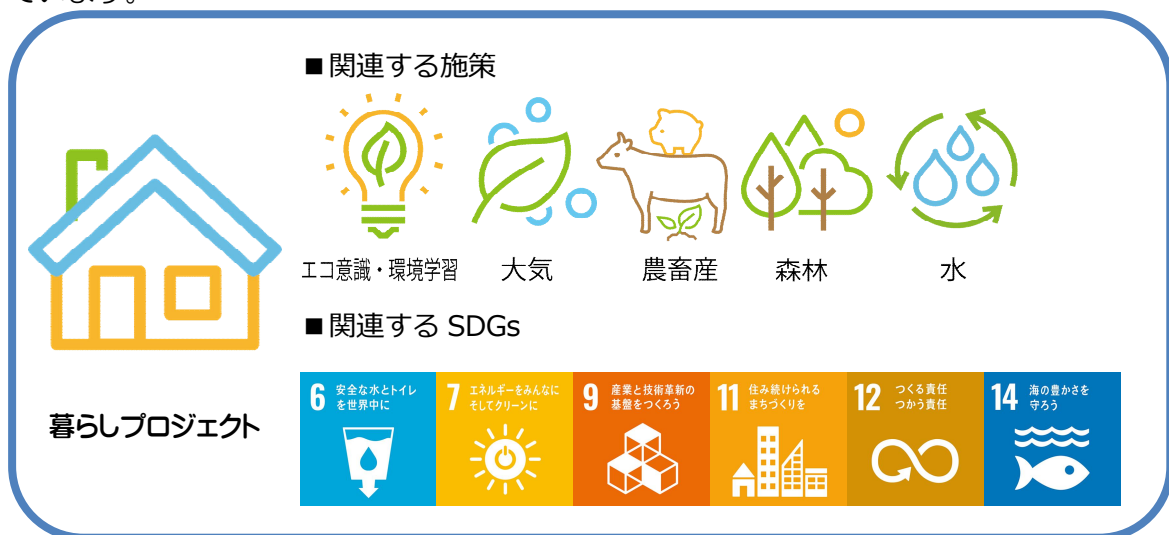 ています。
■関連する施策
エコ意識・環境学習
大気
農畜産
森林
水
■関連する SDGs
暮らしプロジェクト
6 安全な水とトイレ
を世界中に
7 エネルギーをみんなに
そしてクリーンに
9 産業と技術革新の
基盤をつくろう
11 住み続けられる
まちづくりを
12 つくる責任
つかう責任
14 海の豊かさを
守ろう